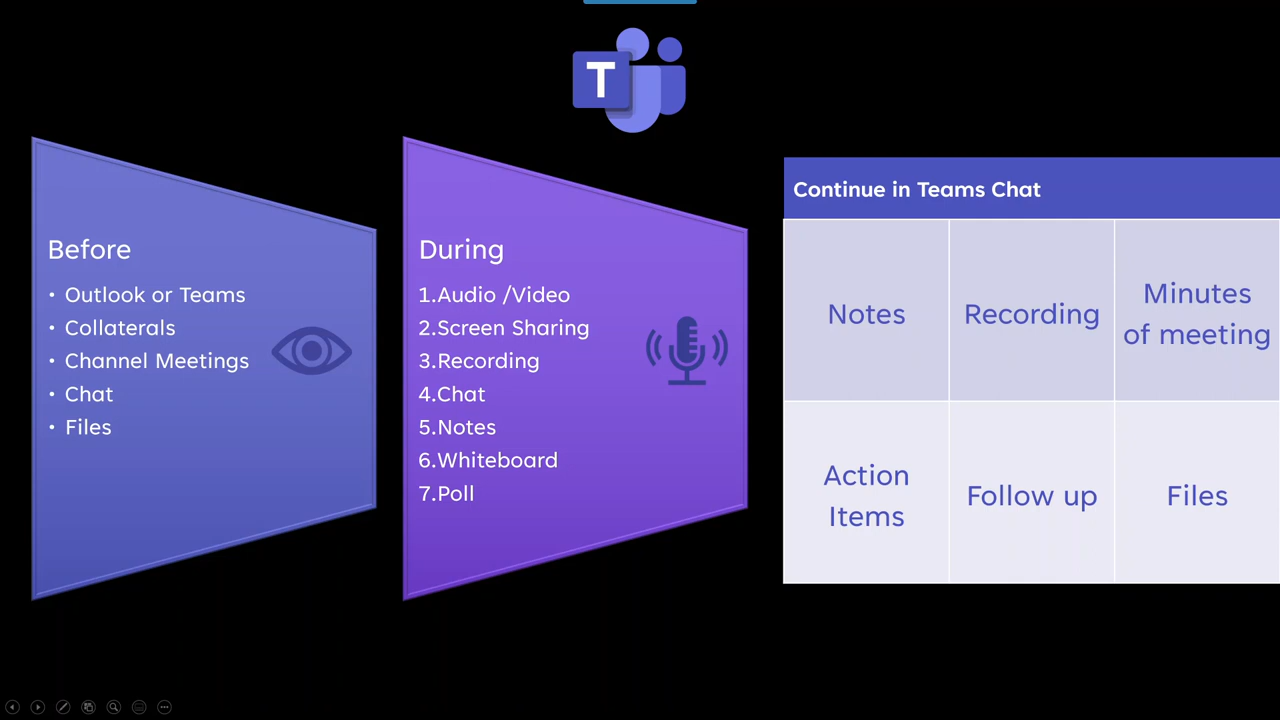 T
Before
• Outlook or Teams
• Collaterals
• Channel Meetings
• Chat
• Files
During
1.Audio /Video
2.Screen Sharing
3.Recording
4.Chat
5.Notes
6.Whiteboard
7.Poll
Continue in Teams Chat
Notes
Recording
Minutes
of meeting
Action
Items
Follow up
Files